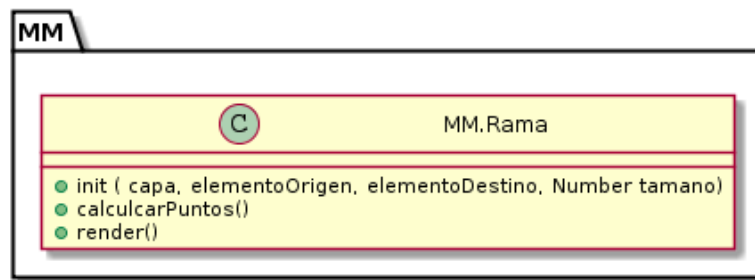 MM
C MM.Rama
init ( capa, elementoOrigen, elementoDestino, Number tamano)
calculcarPuntos()
render()